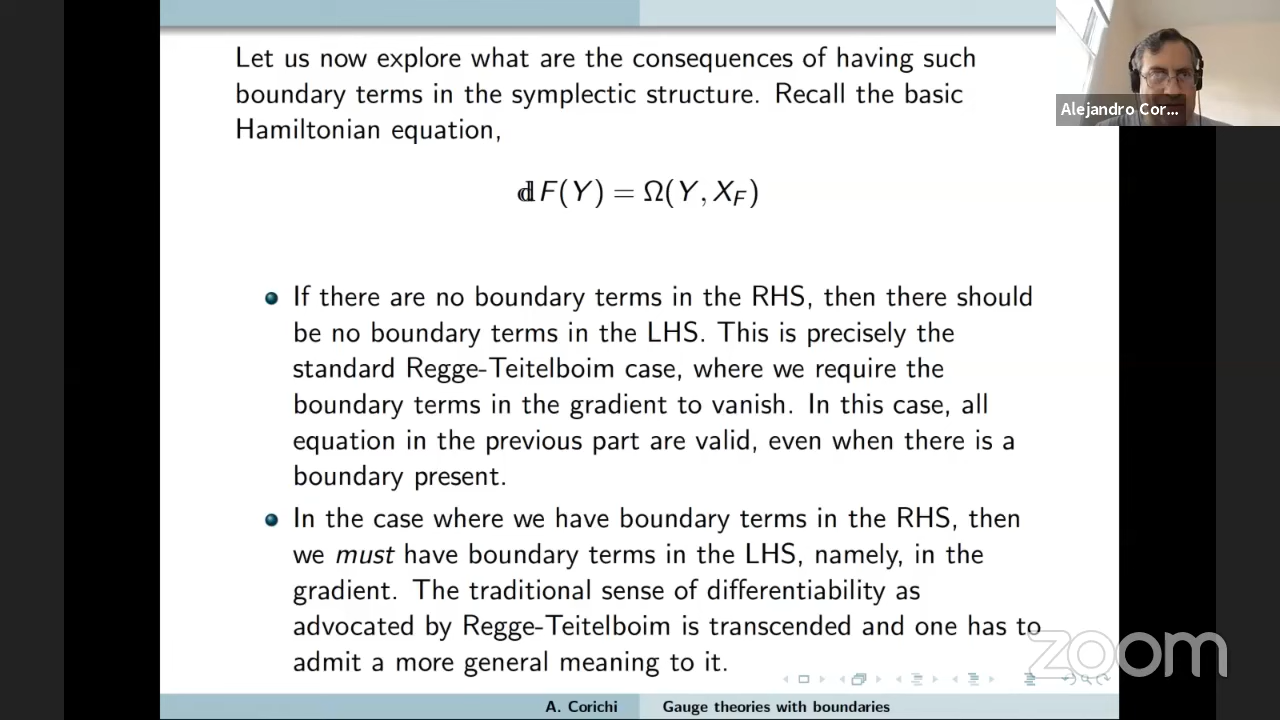 Let us now explore what are the consequences of having such
boundary terms in the symplectic structure. Recall the basic
Hamiltonian equation,
𝕕F(Y) = Ω(Y, X_F)
If there are no boundary terms in the RHS, then there should
be no boundary terms in the LHS. This is precisely the
standard Regge-Teitelboim case, where we require the
boundary terms in the gradient to vanish. In this case, all
equation in the previous part are valid, even when there is a
boundary present.
In the case where we have boundary terms in the RHS, then
we must have boundary terms in the LHS, namely, in the
gradient. The traditional sense of differentiability as
advocated by Regge-Teitelboim is transcended and one has to
admit a more general meaning to it.
A. Corichi
Gauge theories with boundaries
Alejandro Cor...
zoom